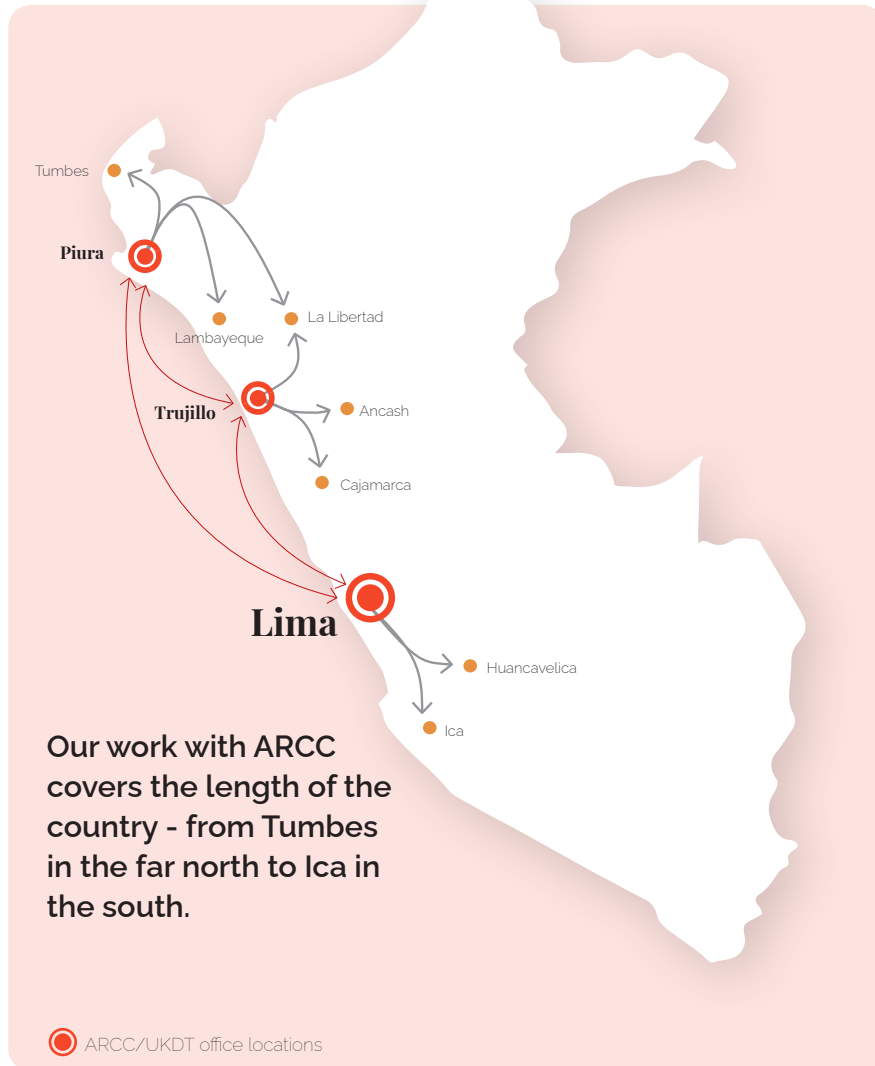 Tumbes
Piura
La Libertad
Lambayeque
Trujillo
Ancash
Cajamarca
Lima
Huancavelica
Ica
Our work with ARCC
covers the length of the
country - from Tumbes
in the far north to Ica in
the south.
ARCC/UKDT office locations